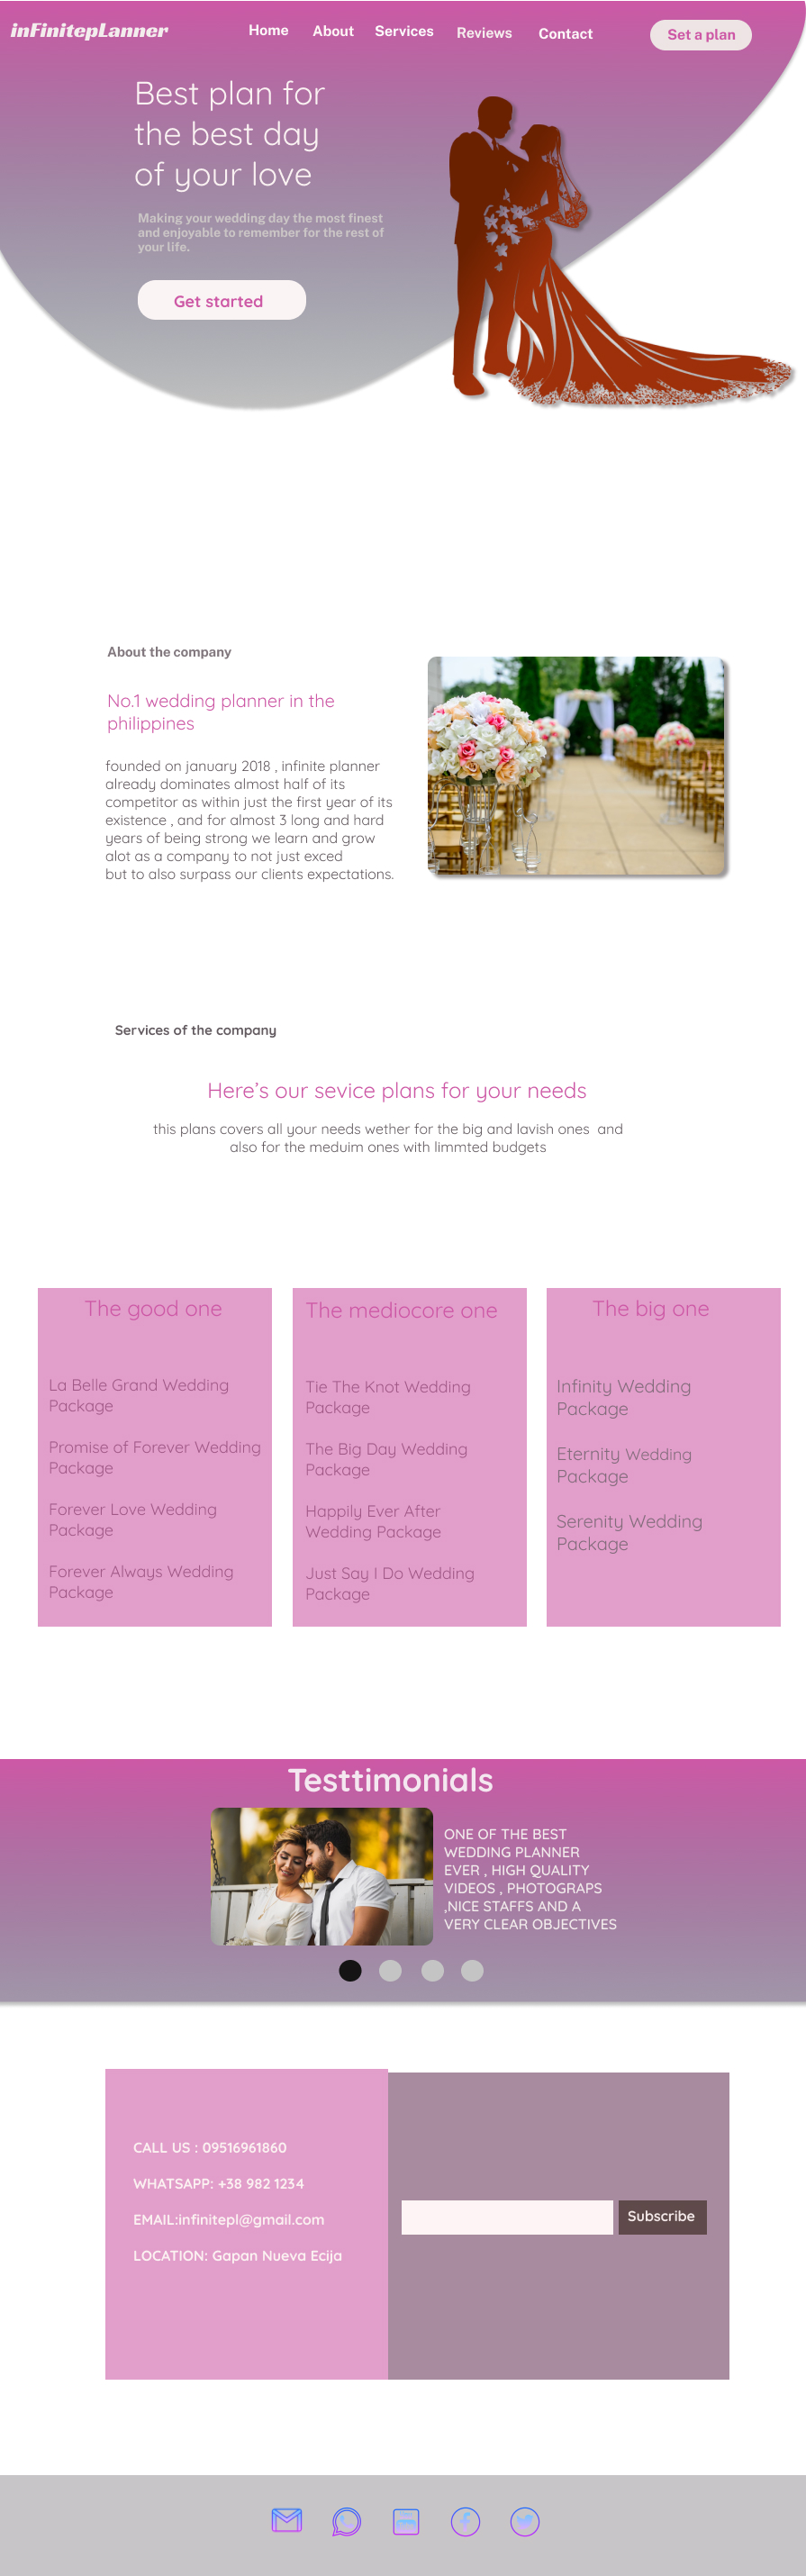 inFinitepLanner
Home
About
Services
Reviews
Contact
Set a plan
Best plan for
the best day
of your love
Making your wedding day the most finest
and enjoyable to remember for the rest of
your life.
Get started
About the company
No.1 wedding planner in the
philippines
founded on january 2018 , infinite planner
already dominates almost half of its
competitor as within just the first year of its
existence , and for almost 3 long and hard
years of being strong we learn and grow
alot as a company to not just exced
but to also surpass our clients expectations.
Services of the company
Here's our sevice plans for your needs
this plans covers all your needs wether for the big and lavish ones and
also for the meduim ones with limmted budgets
The good one
La Belle Grand Wedding
Package
Promise of Forever Wedding
Package
Forever Love Wedding
Package
Forever Always Wedding
Package
The mediocore one
Tie The Knot Wedding
Package
The Big Day Wedding
Package
Happily Ever After
Wedding Package
Just Say I Do Wedding
Package
The big one
Infinity Wedding
Package
Eternity Wedding
Package
Serenity Wedding
Package
Testtimonials
ONE OF THE BEST
WEDDING PLANNER
EVER , HIGH QUALITY
VIDEOS , PHOTOGRAPS
,NICE STAFFS AND A
VERY CLEAR OBJECTIVES
CALL US : 09516961860
WHATSAPP: +38 982 1234
EMAIL:infinitepl@gmail.com
LOCATION: Gapan Nueva Ecija
Subscribe